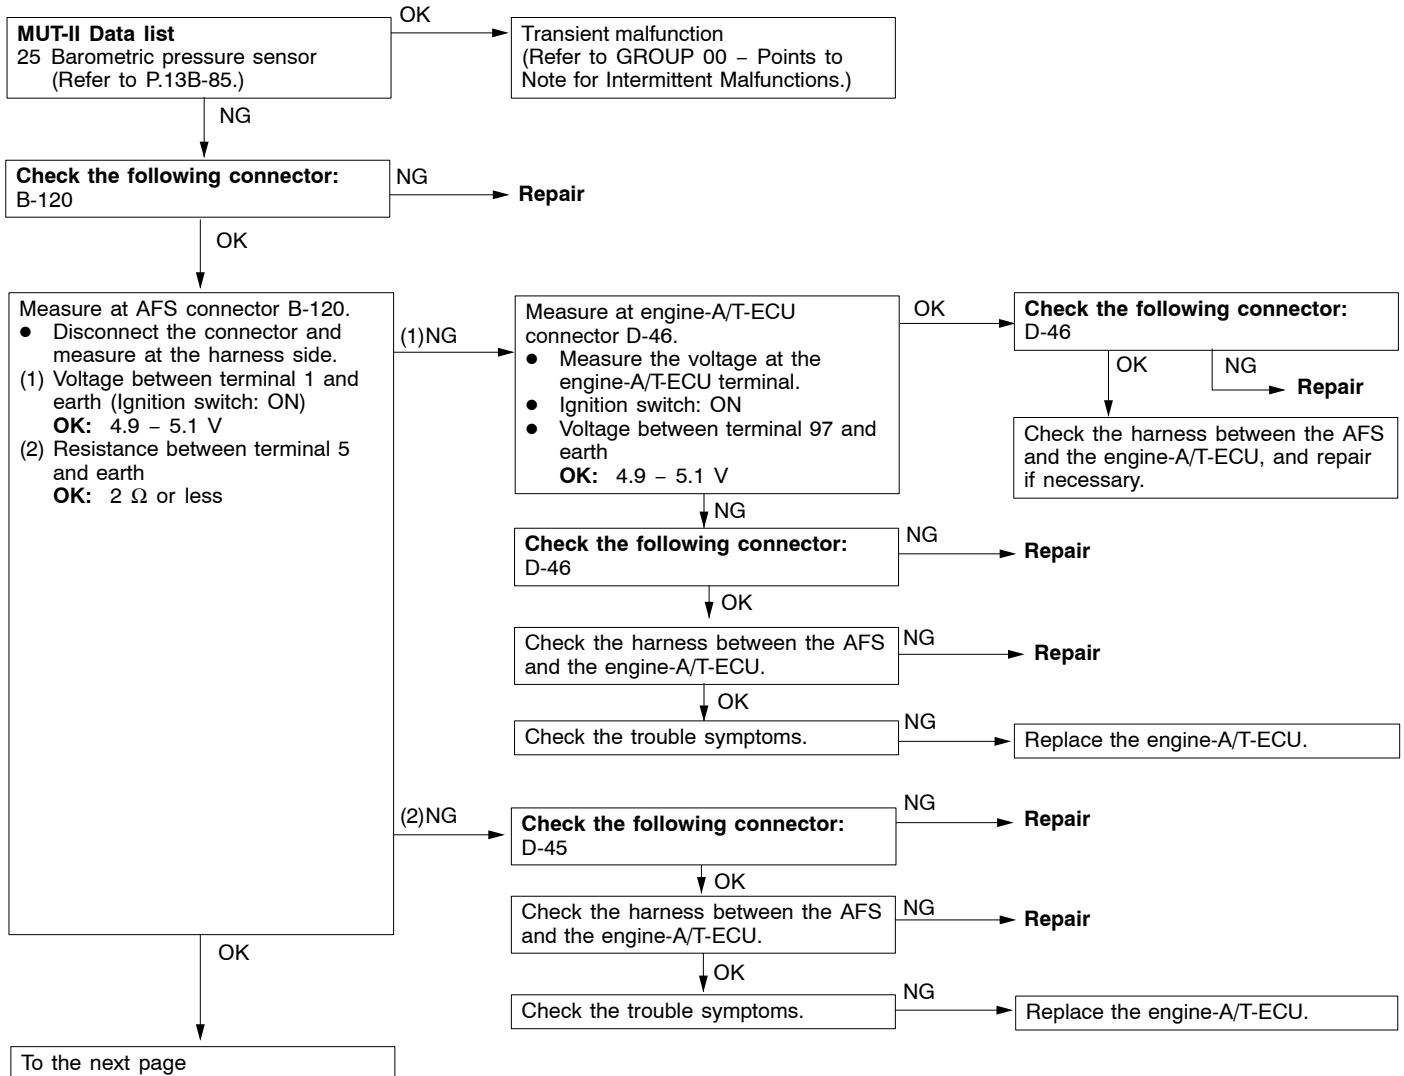 MUT-II Data list
25 Barometric pressure sensor
(Refer to P.13B-85.)
OK
Transient malfunction
(Refer to GROUP 00 – Points to
Note for Intermittent Malfunctions.)
NG
Check the following connector:
B-120
NG
Repair
OK
Measure at AFS connector B-120.
● Disconnect the connector and
measure at the harness side.
(1) Voltage between terminal 1 and
earth (Ignition switch: ON)
OK: 4.9 – 5.1 V
(2) Resistance between terminal 5
and earth
OK: 2 Ω or less
(1)NG
Measure at engine-A/T-ECU
connector D-46.
● Measure the voltage at the
engine-A/T-ECU terminal.
● Ignition switch: ON
● Voltage between terminal 97 and
earth
OK: 4.9 – 5.1 V
OK
Check the following connector:
D-46
OK
NG
Repair
Check the harness between the AFS
and the engine-A/T-ECU, and repair
if necessary.
NG
Check the following connector:
D-46
NG
Repair
OK
Check the harness between the AFS
and the engine-A/T-ECU.
NG
Repair
OK
Check the trouble symptoms.
NG
Replace the engine-A/T-ECU.
(2)NG
Check the following connector:
D-45
NG
Repair
OK
Check the harness between the AFS
and the engine-A/T-ECU.
NG
Repair
OK
Check the trouble symptoms.
NG
Replace the engine-A/T-ECU.
OK
To the next page